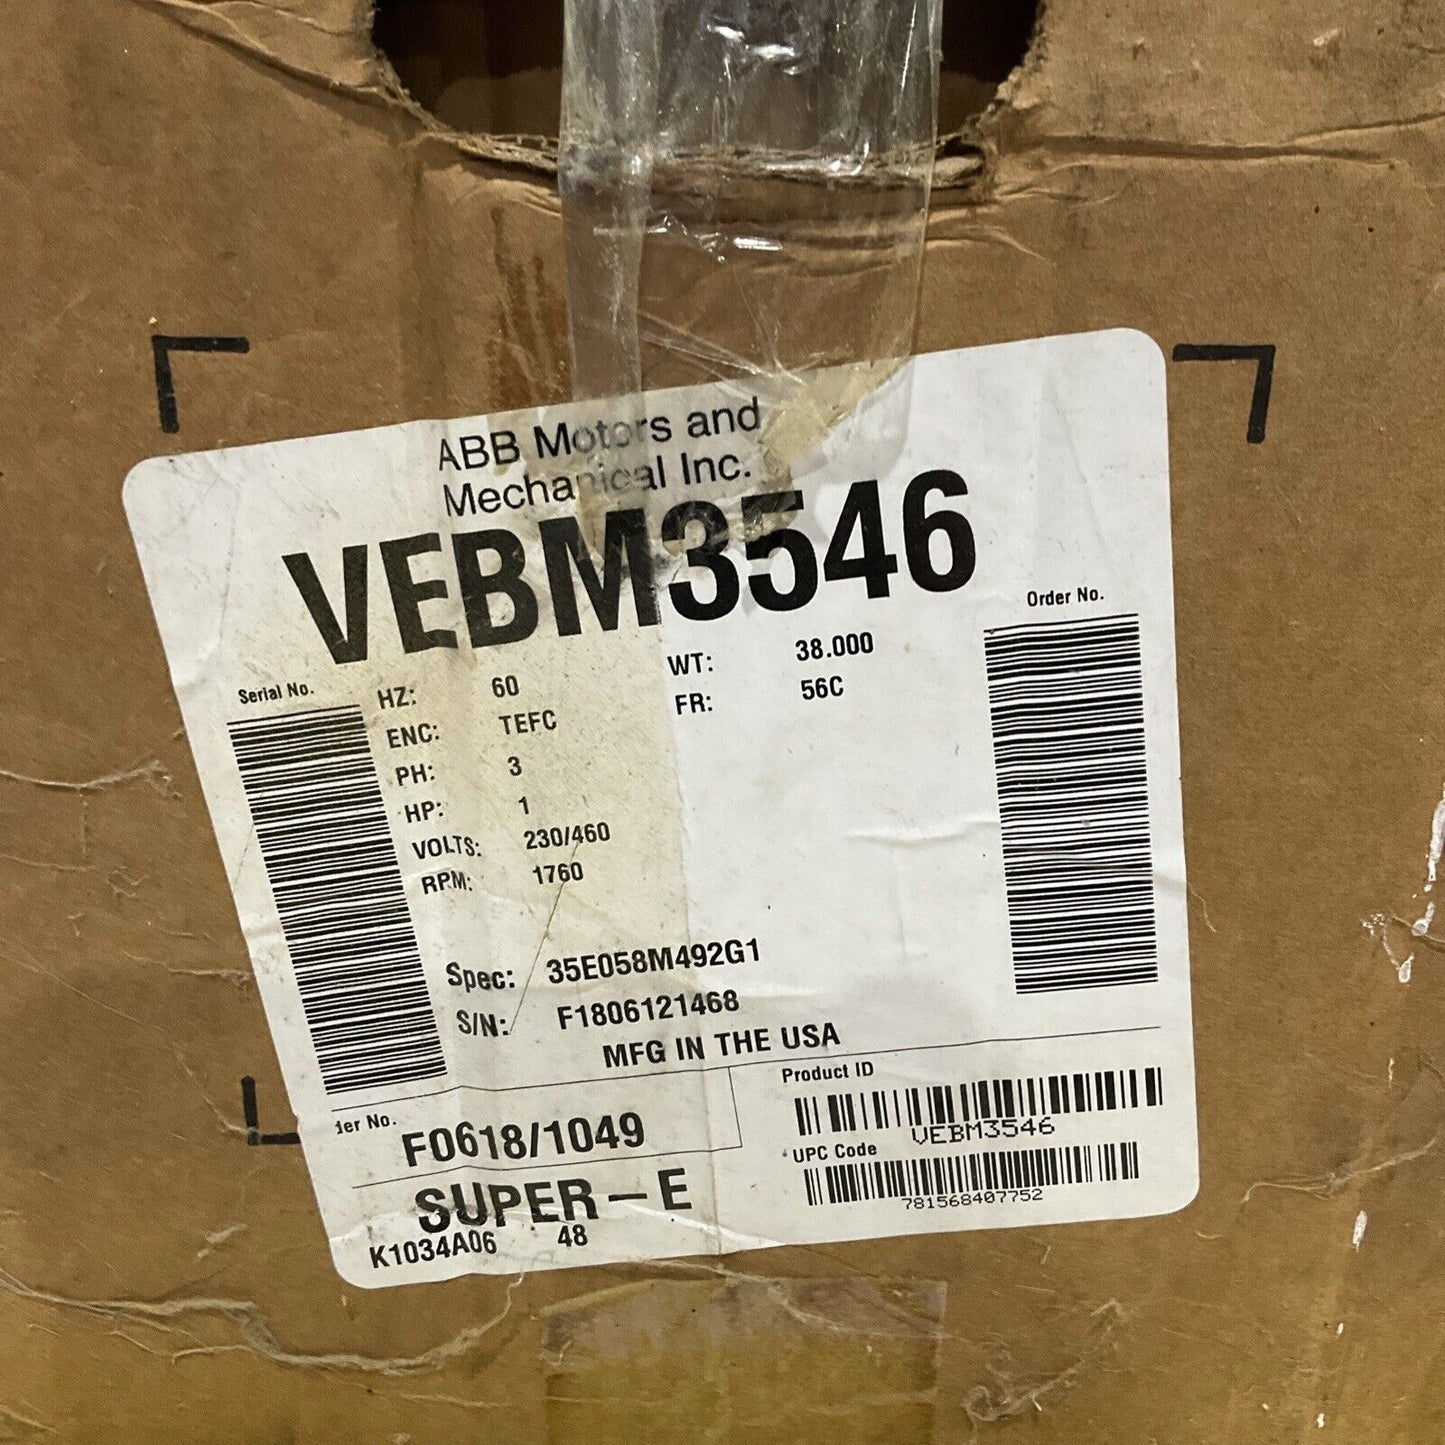 ABB Motors and
Mechanical Inc.
VEBM3546
Order No.
Serial No.
HZ: 60
WT: 38.000
ENC: TEFC
FR: 56C
PH: 3
HP: 1
VOLTS: 230/460
RPM: 1760
Spec: 35E058M492G1
S/N: F1806121468
MFG IN THE USA
Product ID
VEBM3546
ier No.
F0618/1049
UPC Code
781568407752
SUPER-E
K1034A06 48